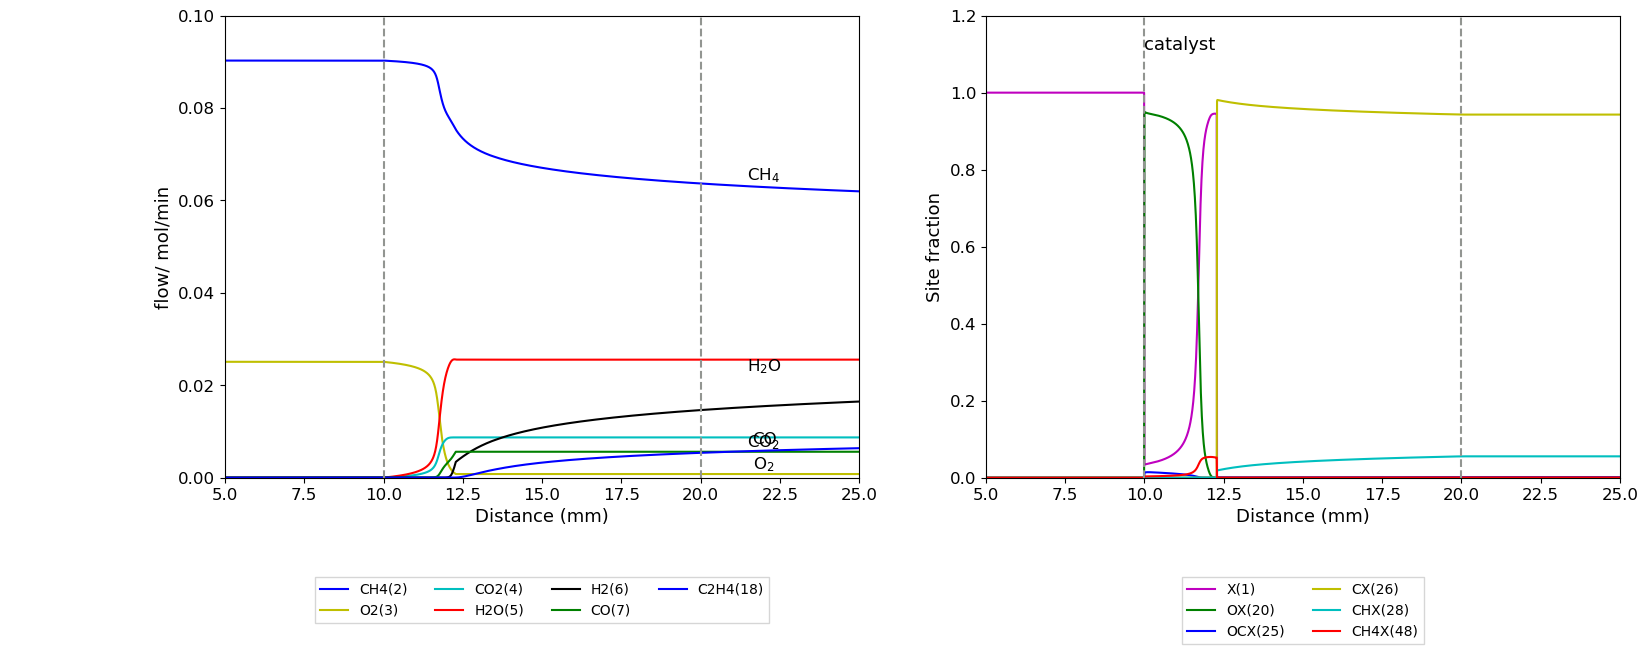 0.10
0.08
0.06
0.04
0.02
0.00
flow/ mol/min
CH₄
H₂O
CO
CO₂
O₂
5.0 7.5 10.0 12.5 15.0 17.5 20.0 22.5 25.0
Distance (mm)
CH4(2) CO2(4) H2(6) C2H4(18)
O2(3) H2O(5) CO(7)
1.2
1.0
0.8
0.6
0.4
0.2
0.0
Site fraction
catalyst
5.0 7.5 10.0 12.5 15.0 17.5 20.0 22.5 25.0
Distance (mm)
X(1) CX(26)
OX(20) CHX(28)
OCX(25) CH4X(48)